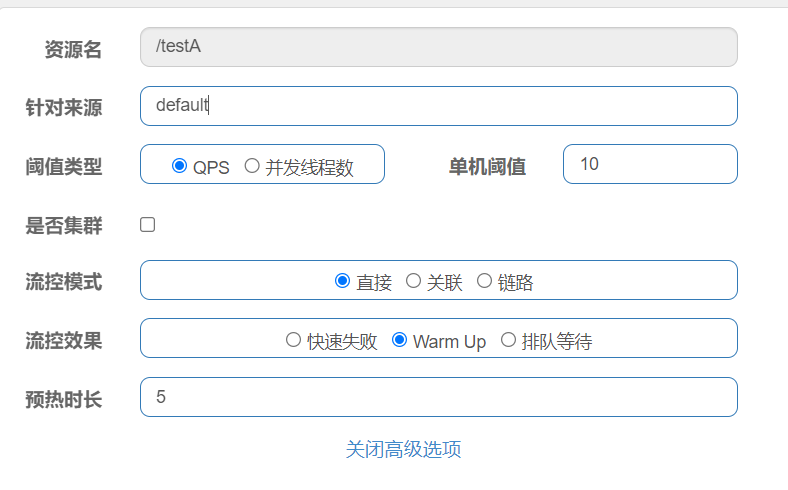 资源名 /testA
针对来源 default
阈值类型 QPS 并发线程数 单机阈值 10
是否集群
流控模式 直接 关联 链路
流控效果 快速失败 Warm Up 排队等待
预热时长 5
关闭高级选项